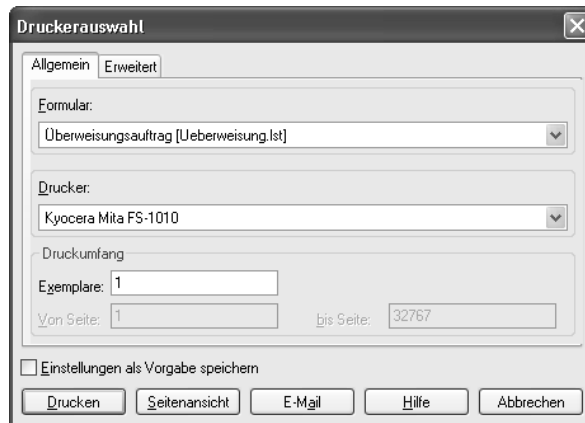 Druckerauswahl
Allgemein Erweitert
Formular:
Überweisungsauftrag [Ueberweisung.lst]
Drucker:
Kyocera Mita FS-1010
Druckumfang
Exemplare: 1
Von Seite: 1 bis Seite: 32767
Einstellungen als Vorgabe speichern
Drucken Seitenansicht E-Mail Hilfe Abbrechen